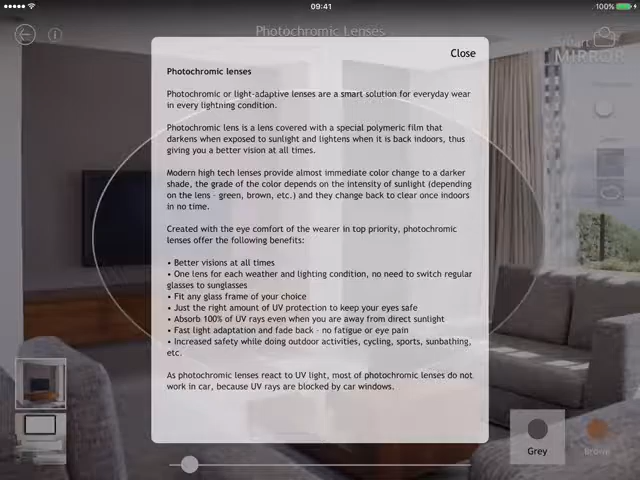 09:41
100%
Photochromic Lenses
MIRROR
Close
Photochromic lenses
Photochromic or light-adaptive lenses are a smart solution for everyday wear
in every lightning condition.
Photochromic lens is a lens covered with a special polymeric film that
darkens when exposed to sunlight and lightens when it is back indoors, thus
giving you a better vision at all times.
Modern high tech lenses provide almost immediate color change to a darker
shade, the grade of the color depends on the intensity of sunlight (depending
on the lens - green, brown, etc.) and they change back to clear once indoors
in no time.
Created with the eye comfort of the wearer in top priority, photochromic
lenses offer the following benefits:
• Better visions at all times
• One lens for each weather and lighting condition, no need to switch regular
glasses to sunglasses
• Fit any glass frame of your choice
• Just the right amount of UV protection to keep your eyes safe
• Absorb 100% of UV rays even when you are away from direct sunlight
• Fast light adaptation and fade back - no fatigue or eye pain
• Increased safety while doing outdoor activities, cycling, sports, sunbathing,
etc.
As photochromic lenses react to UV light, most of photochromic lenses do not
work in car, because UV rays are blocked by car windows.
Grey
Brown